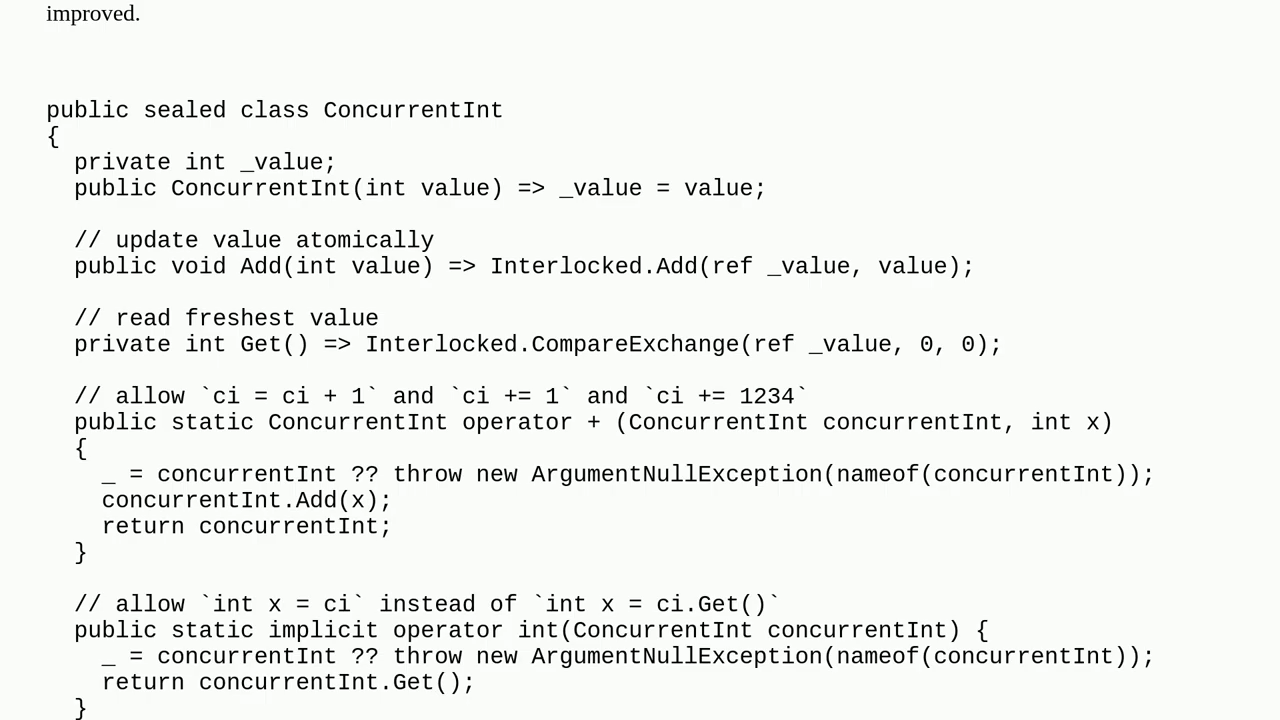 improved.
public sealed class ConcurrentInt
{
  private int _value;
  public ConcurrentInt(int value) => _value = value;
  // update value atomically
  public void Add(int value) => Interlocked.Add(ref _value, value);
  // read freshest value
  private int Get() => Interlocked.CompareExchange(ref _value, 0, 0);
  // allow `ci = ci + 1` and `ci += 1` and `ci += 1234`
  public static ConcurrentInt operator + (ConcurrentInt concurrentInt, int x)
  {
    _ = concurrentInt ?? throw new ArgumentNullException(nameof(concurrentInt));
    concurrentInt.Add(x);
    return concurrentInt;
  }
  // allow `int x = ci` instead of `int x = ci.Get()`
  public static implicit operator int(ConcurrentInt concurrentInt) {
    _ = concurrentInt ?? throw new ArgumentNullException(nameof(concurrentInt));
    return concurrentInt.Get();
  }